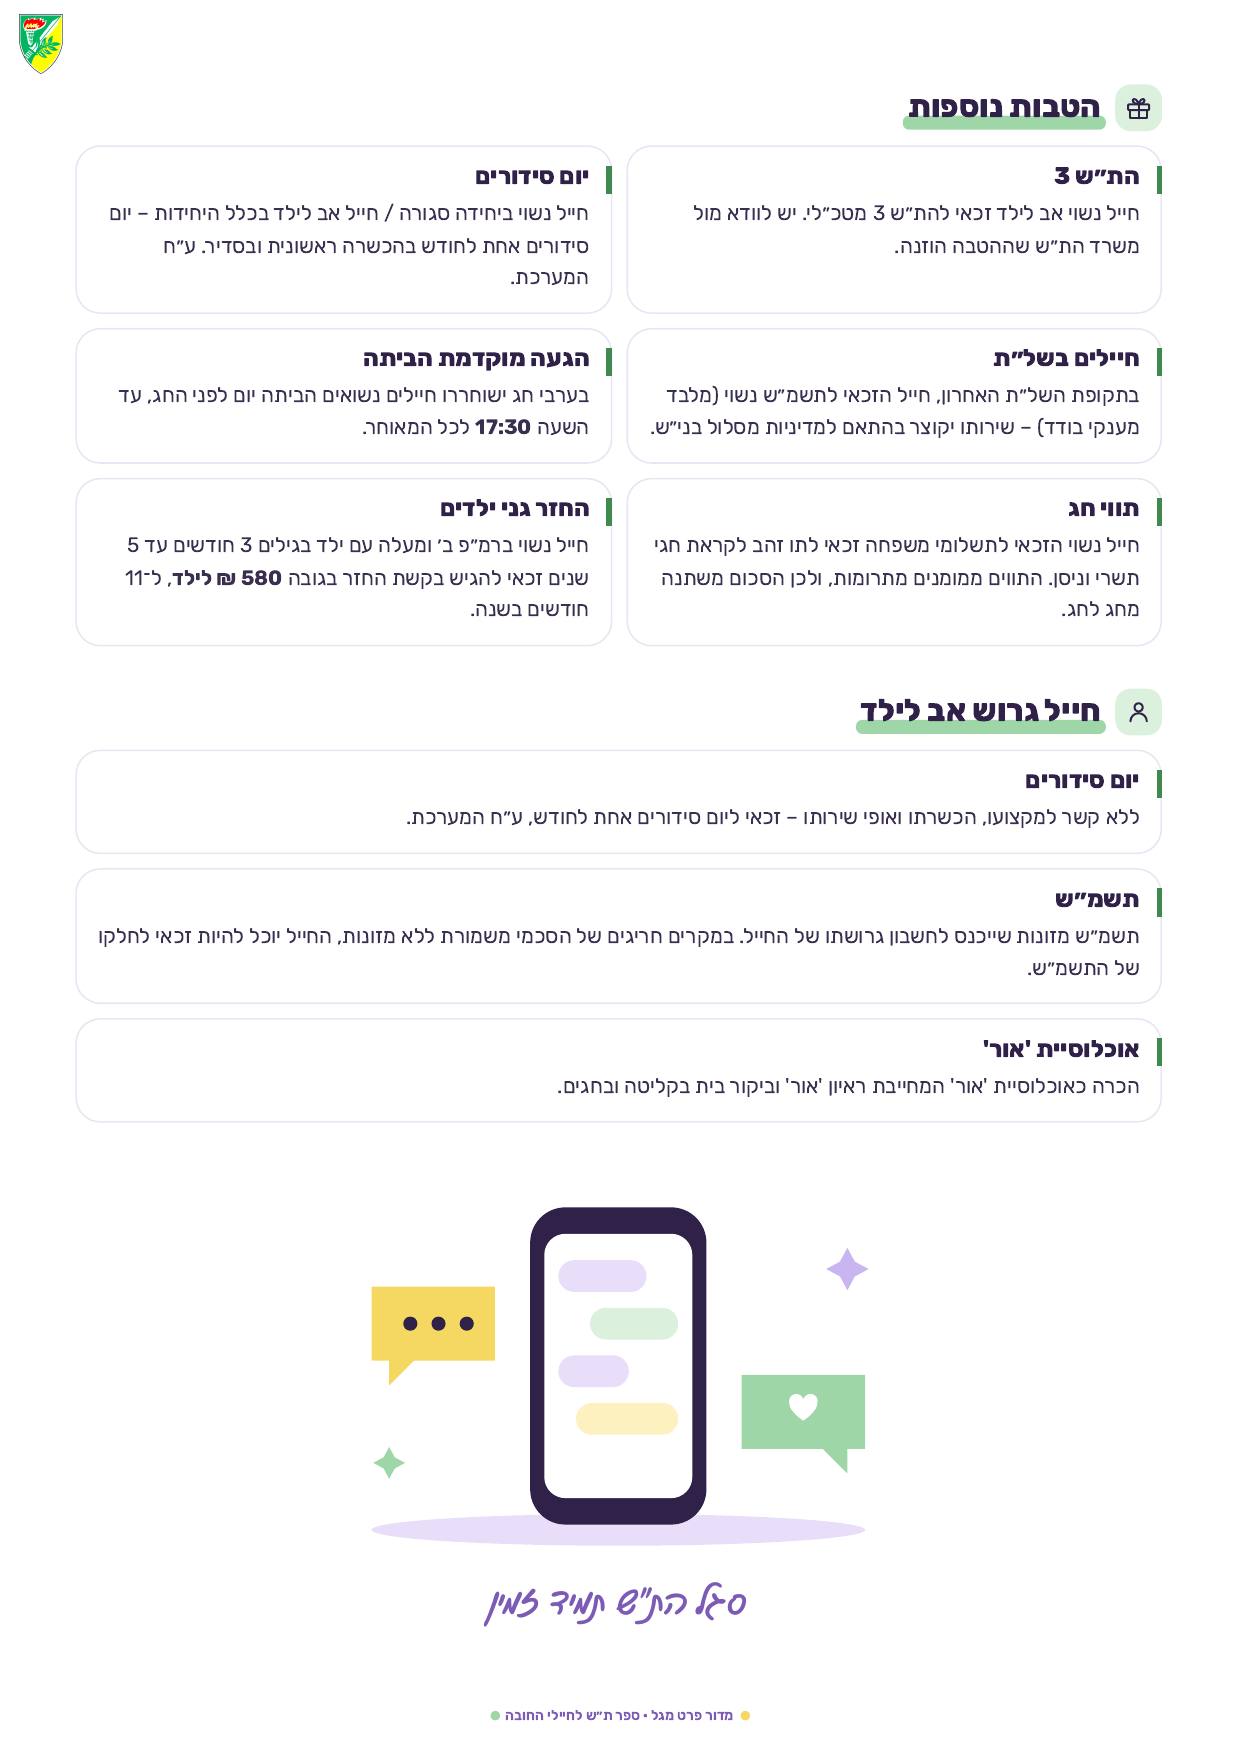 הטבות נוספות
הת״ש 3
חייל נשוי אב לילד זכאי להת״ש 3 מטכ״לי. יש לוודא מול
משרד הת״ש שההטבה הוזנה.
יום סידורים
חייל נשוי ביחידה סגורה / חייל אב לילד בכלל היחידות – יום
סידורים אחת לחודש בהכשרה ראשונית ובסדיר. ע״ח
המערכת.
חיילים בשל״ת
בתקופת השל״ת האחרון, חייל הזכאי לתשמ״ש נשוי (מלבד
מענקי בודד) – שירותו יקוצר בהתאם למדיניות מסלול בני״ש.
הגעה מוקדמת הביתה
בערבי חג ישוחררו חיילים נשואים הביתה יום לפני החג, עד
השעה 17:30 לכל המאוחר.
תווי חג
חייל נשוי הזכאי לתשלומי משפחה זכאי לתו זהב לקראת חגי
תשרי וניסן. התווים ממומנים מתרומות, ולכן הסכום משתנה
מחג לחג.
החזר גני ילדים
חייל נשוי ברמ״פ ב׳ ומעלה עם ילד בגילים 3 חודשים עד 5
שנים זכאי להגיש בקשת החזר בגובה 580 ₪ לילד, ל־11
חודשים בשנה.
חייל גרוש אב לילד
יום סידורים
ללא קשר למקצועו, הכשרתו ואופי שירותו – זכאי ליום סידורים אחת לחודש, ע״ח המערכת.
תשמ״ש
תשמ״ש מזונות שייכנס לחשבון גרושתו של החייל. במקרים חריגים של הסכמי משמורת ללא מזונות, החייל יוכל להיות זכאי לחלקו
של התשמ״ש.
אוכלוסיית 'אור'
הכרה כאוכלוסיית 'אור' המחייבת ראיון 'אור' וביקור בית בקליטה ובחגים.
סגל הת״ש תמיד זמין
מדור פרט מגל • ספר ת״ש לחיילי החובה